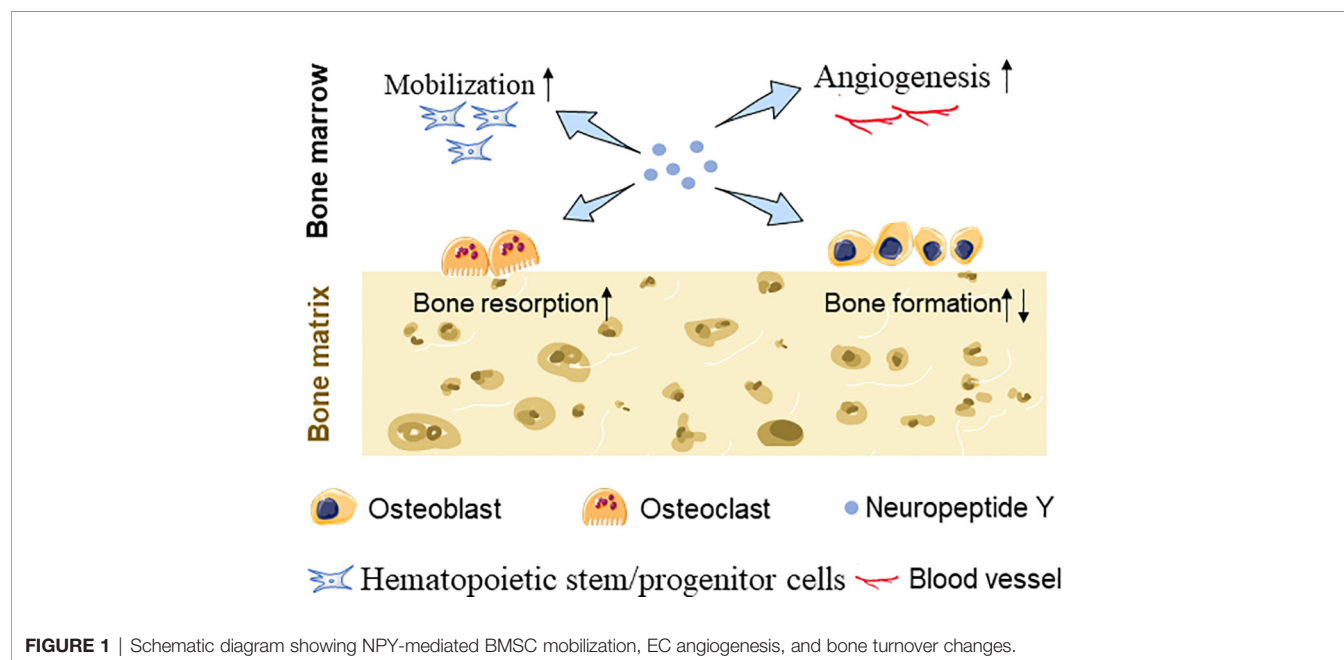 Bone marrow
Mobilization ↑
Angiogenesis ↑
Bone matrix
Bone resorption ↑
Bone formation ↑ ↓
Osteoblast
Osteoclast
Neuropeptide Y
Hematopoietic stem/progenitor cells
Blood vessel
FIGURE 1 | Schematic diagram showing NPY-mediated BMSC mobilization, EC angiogenesis, and bone turnover changes.